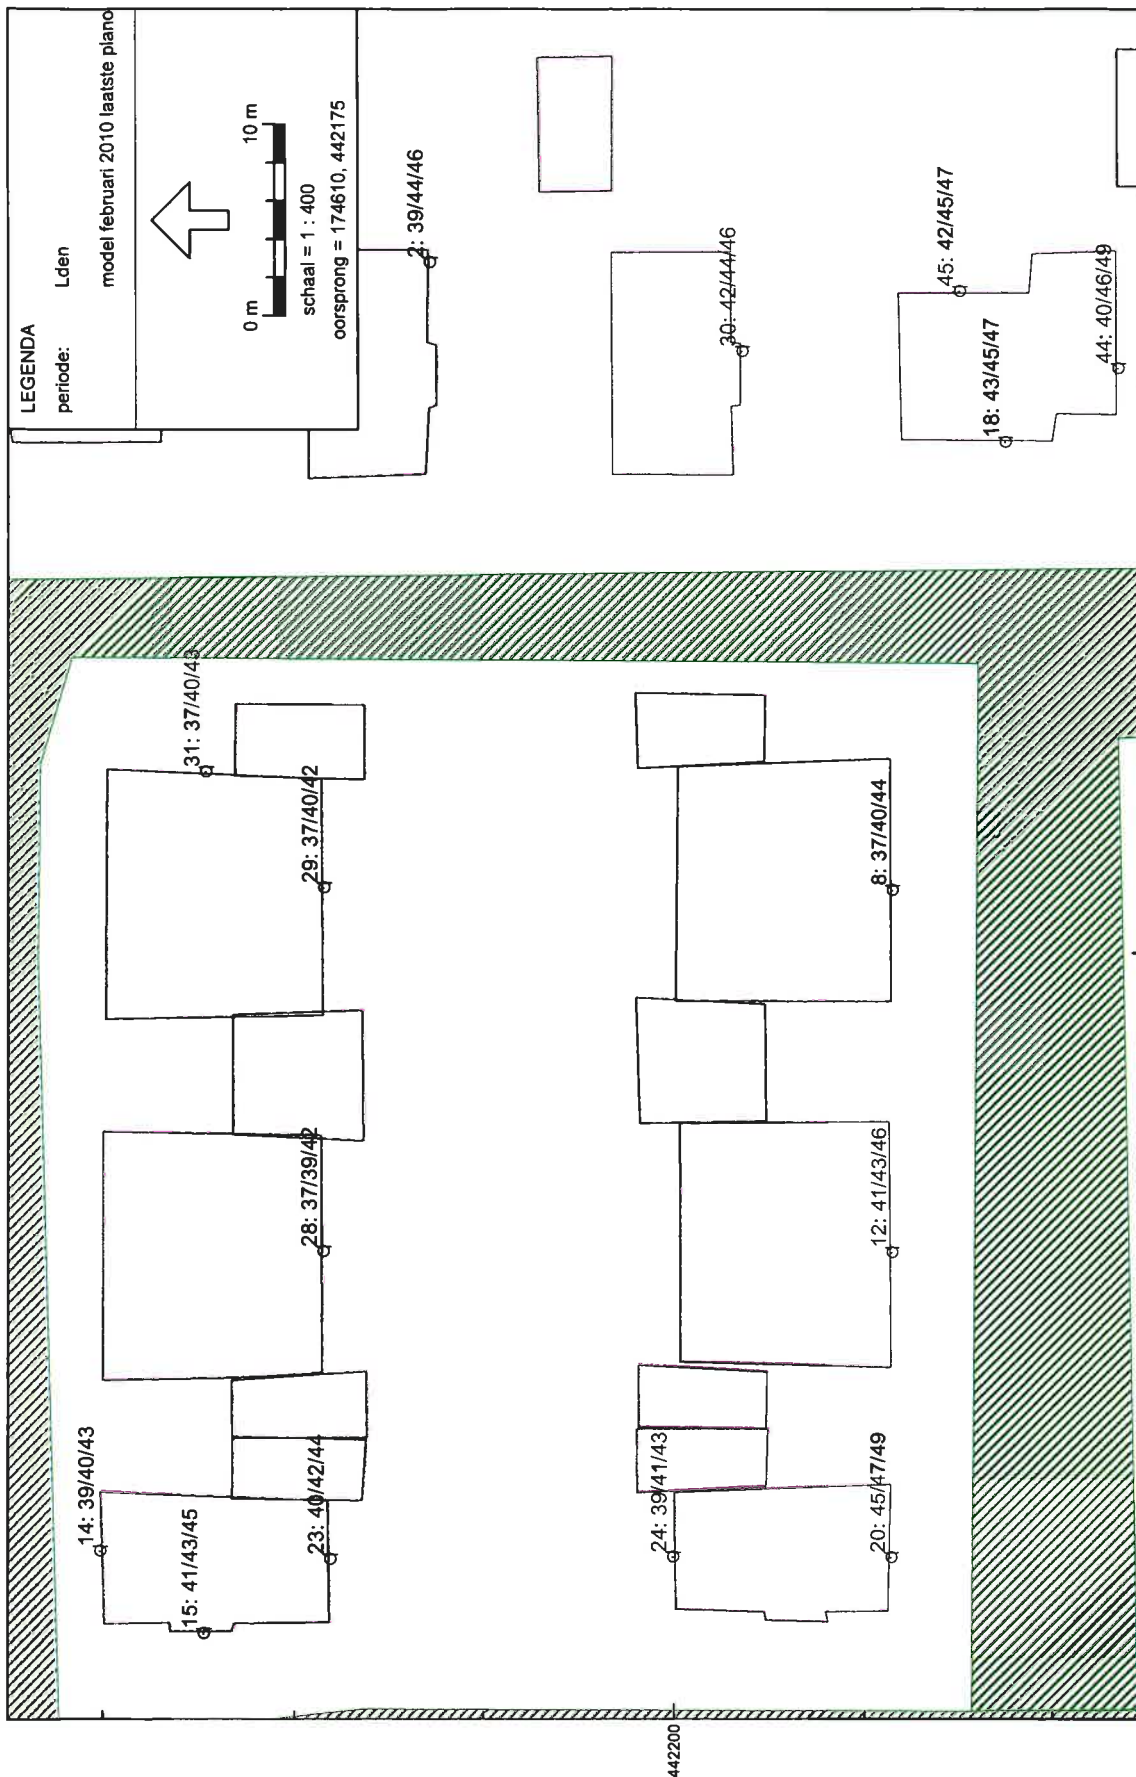 LEGENDA
periode: Lden
model februari 2010 laatste plano
0 m 10 m
schaal = 1 : 400
oorsprong = 174610, 442175
14: 39/40/43
15: 41/43/45
31: 37/40/43
23: 40/42/44
28: 37/39/42
29: 37/40/42
2: 39/44/46
24: 39/41/43
30: 42/44/46
20: 45/47/49
12: 41/43/46
8: 37/40/44
45: 42/45/47
18: 43/45/47
44: 40/46/49
442200